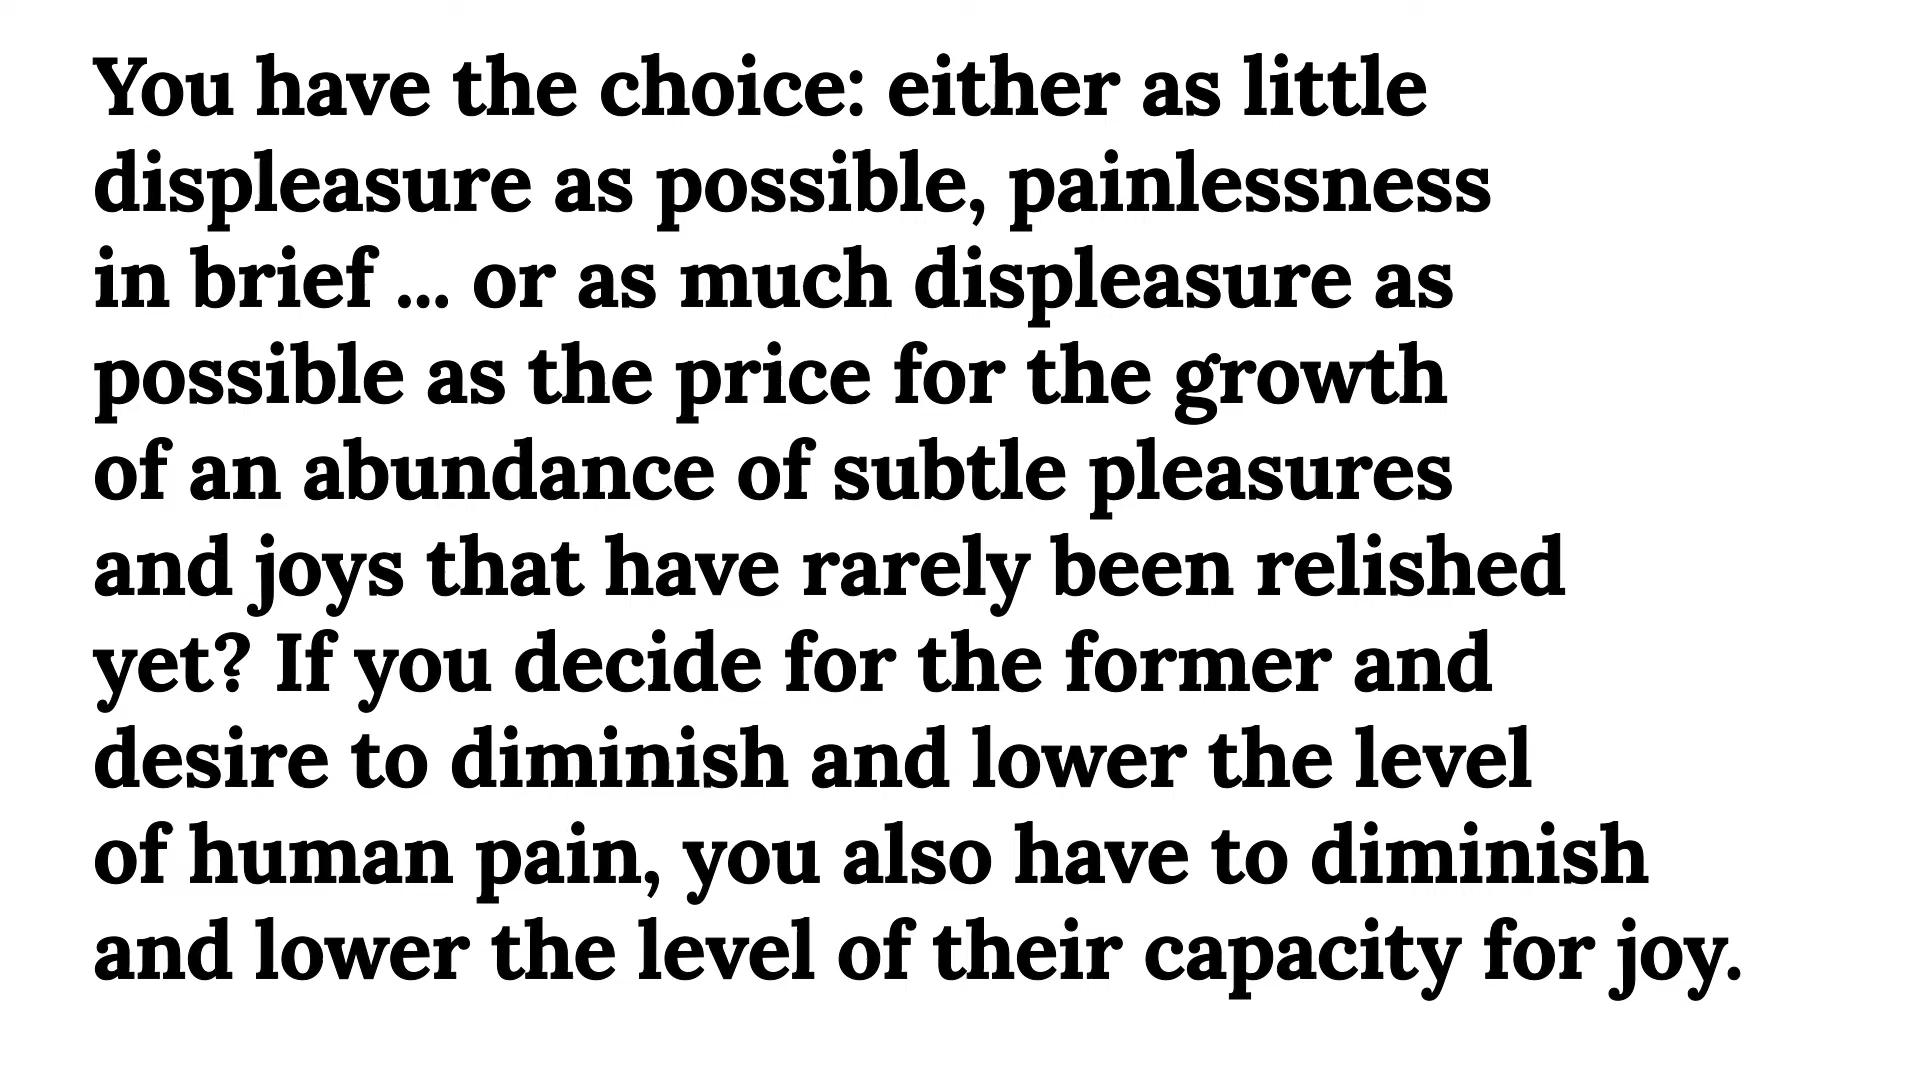 You have the choice: either as little
displeasure as possible, painlessness
in brief ... or as much displeasure as
possible as the price for the growth
of an abundance of subtle pleasures
and joys that have rarely been relished
yet? If you decide for the former and
desire to diminish and lower the level
of human pain, you also have to diminish
and lower the level of their capacity for joy.